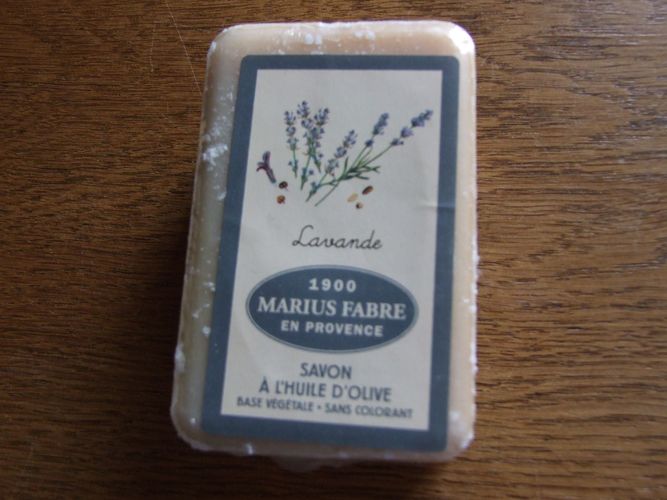 Lavande
1900
MARIUS FABRE
EN PROVENCE
SAVON
À L'HUILE D'OLIVE
BASE VÉGÉTALE • SANS COLORANT